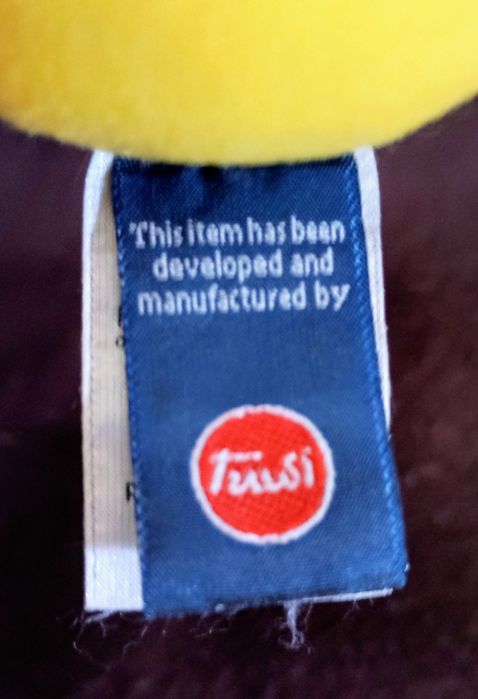 This item has been
developed and
manufactured by
Trudi